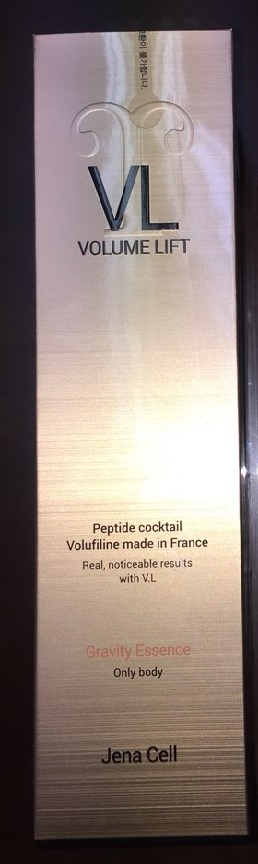 VL
VOLUME LIFT
Peptide cocktail
Volufiline made in France
Real, noticeable results
with V.L
Gravity Essence
Only body
Jena Cell